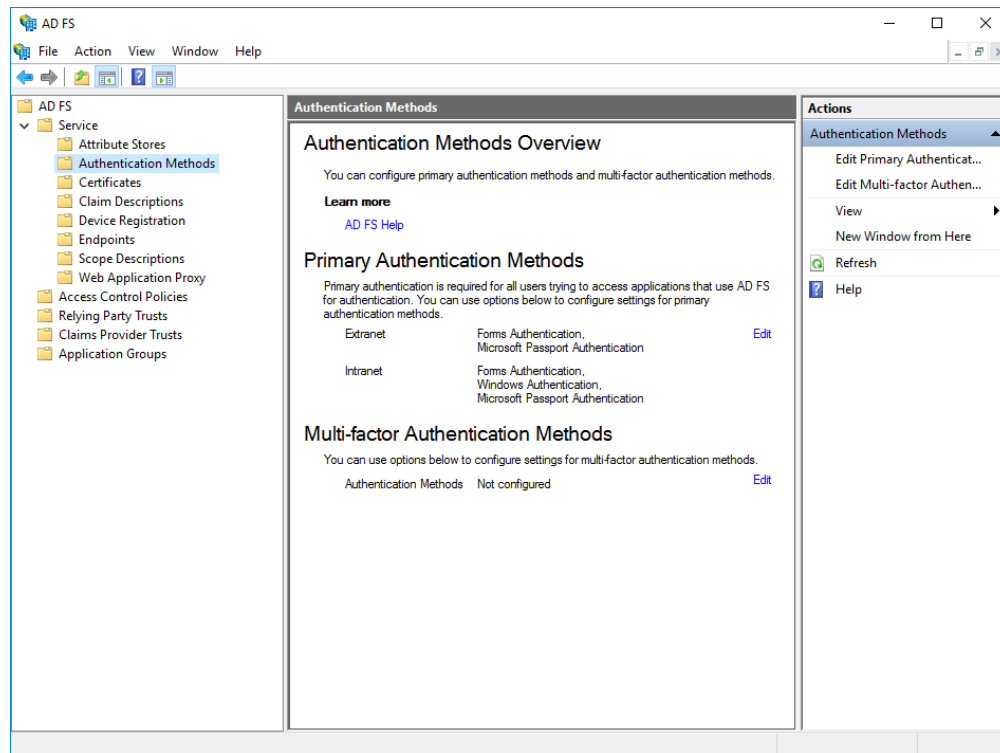 AD FS
File Action View Window Help
AD FS
Service
Attribute Stores
Authentication Methods
Certificates
Claim Descriptions
Device Registration
Endpoints
Scope Descriptions
Web Application Proxy
Access Control Policies
Relying Party Trusts
Claims Provider Trusts
Application Groups
Authentication Methods
Authentication Methods Overview
You can configure primary authentication methods and multi-factor authentication methods.
Learn more
AD FS Help
Primary Authentication Methods
Primary authentication is required for all users trying to access applications that use AD FS
for authentication. You can use options below to configure settings for primary
authentication methods.
Extranet Forms Authentication, Edit
Microsoft Passport Authentication
Intranet Forms Authentication,
Windows Authentication,
Microsoft Passport Authentication
Multi-factor Authentication Methods
You can use options below to configure settings for multi-factor authentication methods.
Authentication Methods Not configured Edit
Actions
Authentication Methods
Edit Primary Authenticat...
Edit Multi-factor Authen...
View
New Window from Here
Refresh
Help